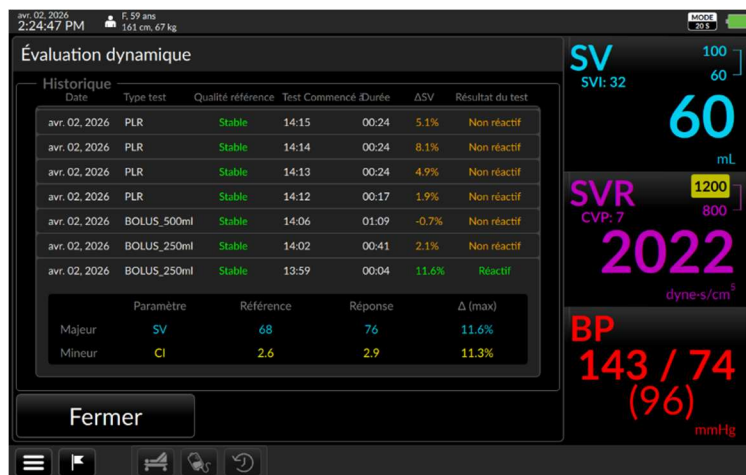 avr. 02, 2026
2:24:47 PM
F, 59 ans
161 cm, 67 kg
MODE
20 S
Évaluation dynamique
Historique
Date Type test Qualité référence Test Commencé à Durée ΔSV Résultat du test
avr. 02, 2026 PLR Stable 14:15 00:24 5.1% Non réactif
avr. 02, 2026 PLR Stable 14:14 00:24 8.1% Non réactif
avr. 02, 2026 PLR Stable 14:13 00:24 4.9% Non réactif
avr. 02, 2026 PLR Stable 14:12 00:17 1.9% Non réactif
avr. 02, 2026 BOLUS_500ml Stable 14:06 01:09 -0.7% Non réactif
avr. 02, 2026 BOLUS_250ml Stable 14:02 00:41 2.1% Non réactif
avr. 02, 2026 BOLUS_250ml Stable 13:59 00:04 11.6% Réactif
Paramètre Référence Réponse Δ (max)
Majeur SV 68 76 11.6%
Mineur CI 2.6 2.9 11.3%
Fermer
SV
SVI: 32
100
60
60
mL
SVR
CVP: 7
1200
800
2022
dyne-s/cm⁵
BP
143 / 74
(96)
mmHg